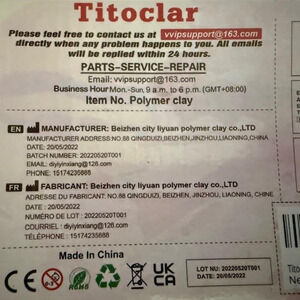 Titoclar
Please feel free to contact us at vvipsupport@163.com
directly when any problem happens to you. All emails
will be replied within 24 hours.
PARTS-SERVICE-REPAIR
Email: vvipsupport@163.com
Business Hour Mon.-Sun, 9 a.m. to 6 p.m. (GMT+08:00)
Item No. Polymer clay
EN
MANUFACTURER: Beizhen city liyuan polymer clay co.,LTD
MANUFACTURER ADDRESS: NO.88 QINGDUIZI, BEIZHEN,JINZHOU,LIAONING,CHINA
DATE: 20/05/2022
BATCH NUMBER: 20220520T001
EMAIL: diyiyinxiang@126.com
PHONE: 15174235888
FR
FABRICANT: Beizhen city liyuan polymer clay co.,LTD
ADRESSE DU FABRICANT: NO.88 QINGDUIZI, BEIZHEN, JINZHOU, LIAONING, CHINA
DATE : 20/05/2022
NUMÉRO DE LOT : 20220520T001
COURRIEL : diyiyinxiang@126.com
TÉLÉPHONE : 15174235888
Made In China
CE
RoHS
UK
CA
LOT NU: 20220520T001
DATE: 20/05/2022